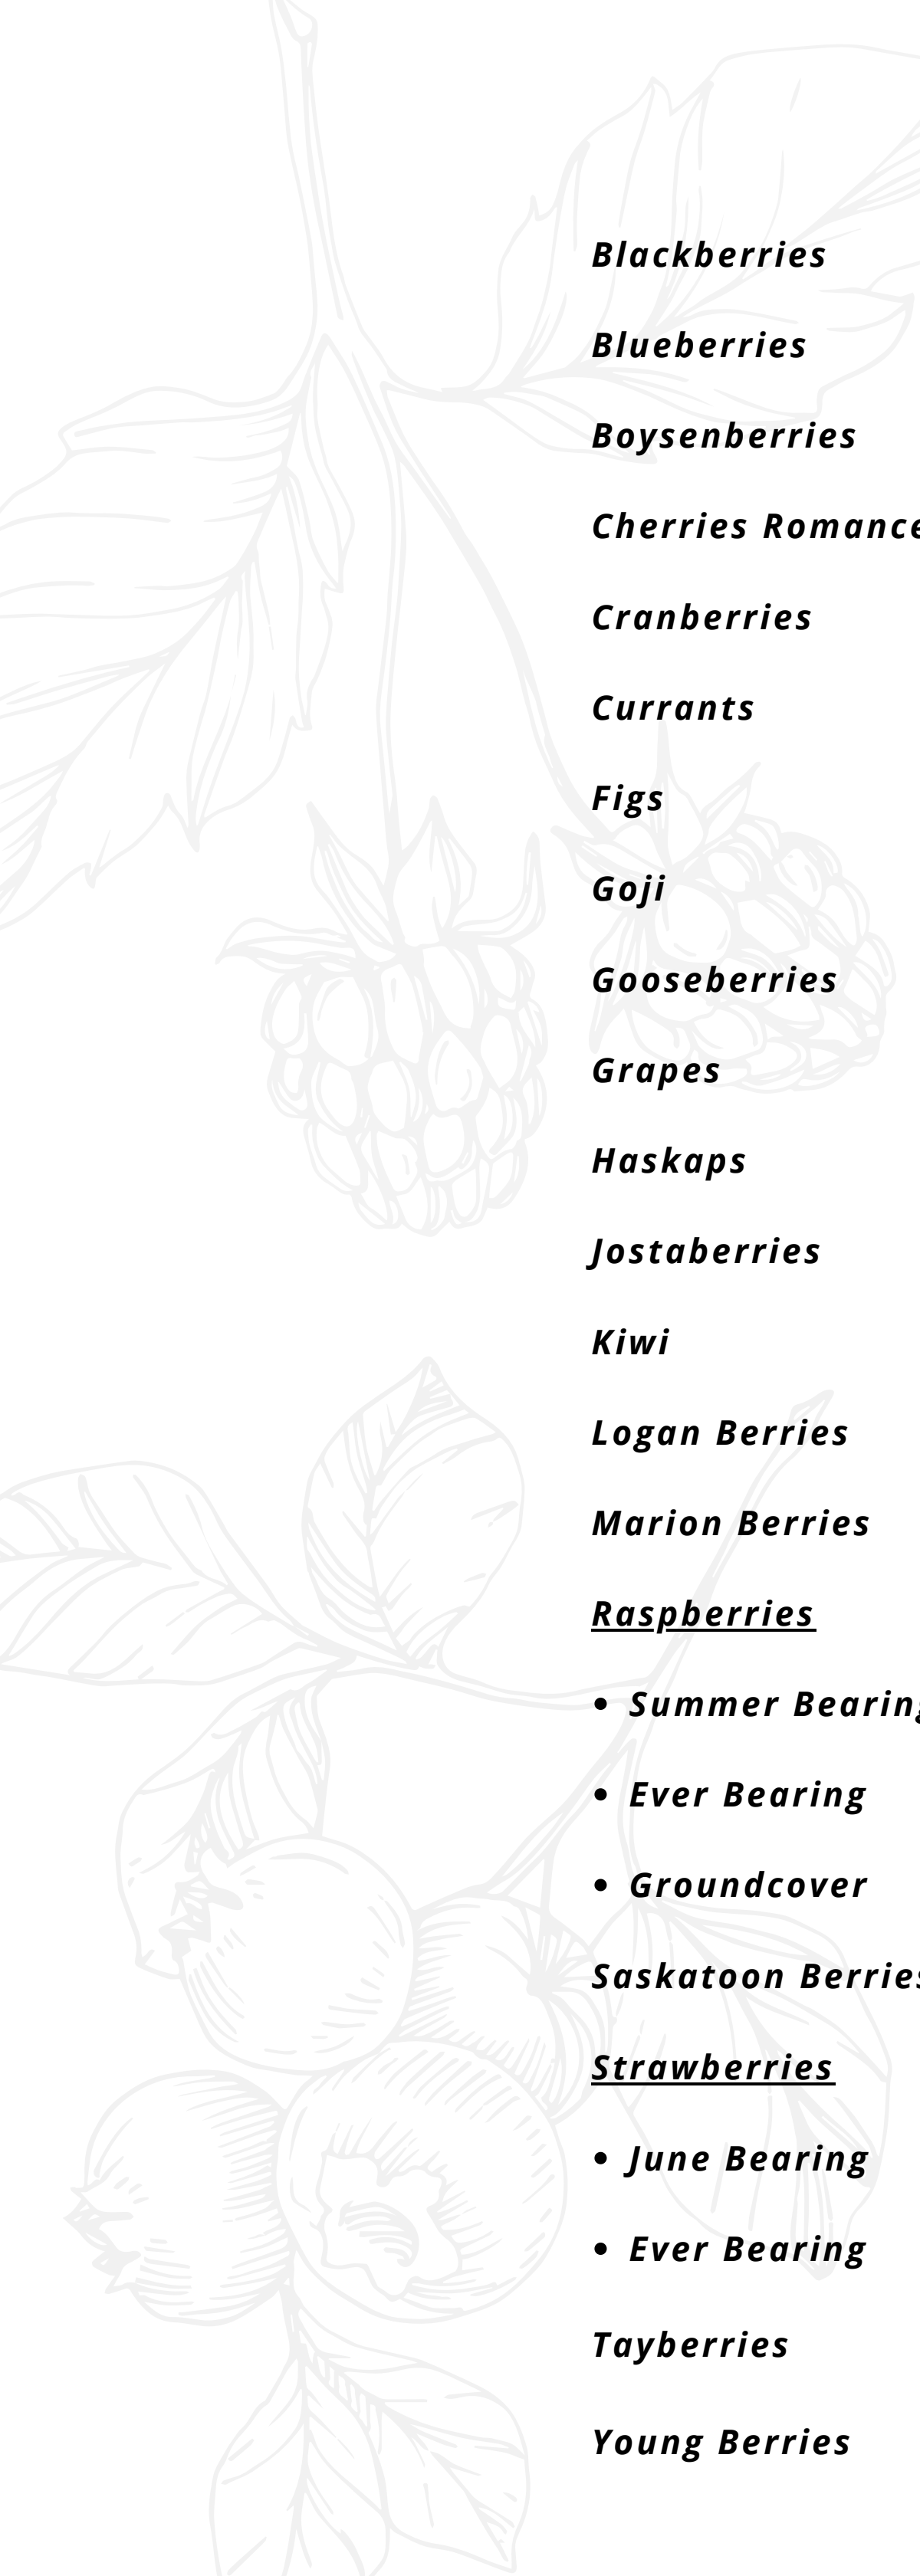 Blackberries
Blueberries
Boysenberries
Cherries Romance
Cranberries
Currants
Figs
Goji
Gooseberries
Grapes
Haskaps
Jostaberries
Kiwi
Logan Berries
Marion Berries
Raspberries
• Summer Bearing
• Ever Bearing
• Groundcover
Saskatoon Berries
Strawberries
• June Bearing
• Ever Bearing
Tayberries
Young Berries